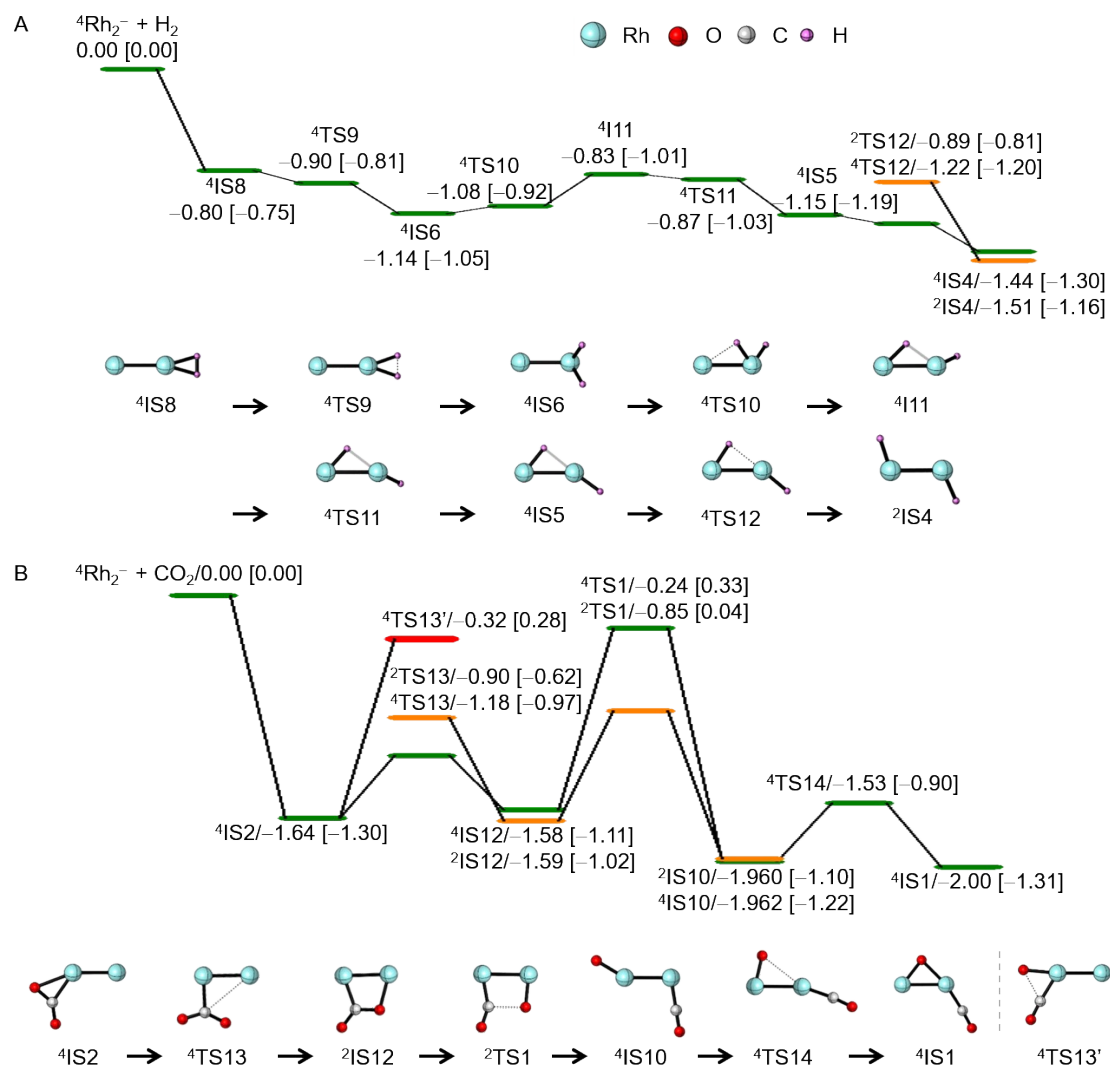 A
⁴Rh₂⁻ + H₂
0.00 [0.00]
Rh O C H
⁴IS8
−0.80 [−0.75]
⁴TS9
−0.90 [−0.81]
⁴IS6
−1.14 [−1.05]
⁴TS10
−1.08 [−0.92]
⁴I11
−0.83 [−1.01]
⁴TS11
−0.87 [−1.03]
⁴IS5
−1.15 [−1.19]
²TS12/−0.89 [−0.81]
⁴TS12/−1.22 [−1.20]
⁴IS4/−1.44 [−1.30]
²IS4/−1.51 [−1.16]
⁴IS8 ⁴TS9 ⁴IS6 ⁴TS10 ⁴I11
⁴TS11 ⁴IS5 ⁴TS12 ²IS4
B
⁴Rh₂⁻ + CO₂/0.00 [0.00]
⁴IS2/−1.64 [−1.30]
⁴TS13’/−0.32 [0.28]
²TS13/−0.90 [−0.62]
⁴TS13/−1.18 [−0.97]
⁴IS12/−1.58 [−1.11]
²IS12/−1.59 [−1.02]
⁴TS1/−0.24 [0.33]
²TS1/−0.85 [0.04]
²IS10/−1.960 [−1.10]
⁴IS10/−1.962 [−1.22]
⁴TS14/−1.53 [−0.90]
⁴IS1/−2.00 [−1.31]
⁴IS2 ⁴TS13 ²IS12 ²TS1 ⁴IS10 ⁴TS14 ⁴IS1 ⁴TS13’